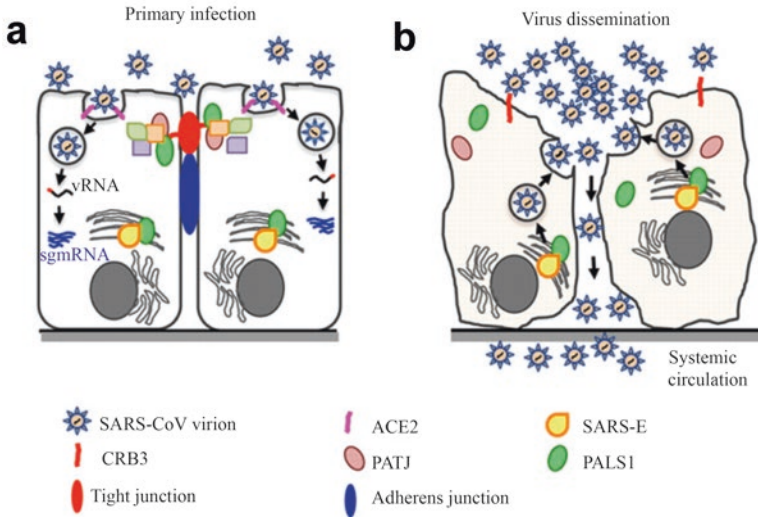 Primary infection
Virus dissemination
a
b
vRNA
sgmRNA
Systemic
circulation
SARS-CoV virion
ACE2
SARS-E
CRB3
PATJ
PALS1
Tight junction
Adherens junction